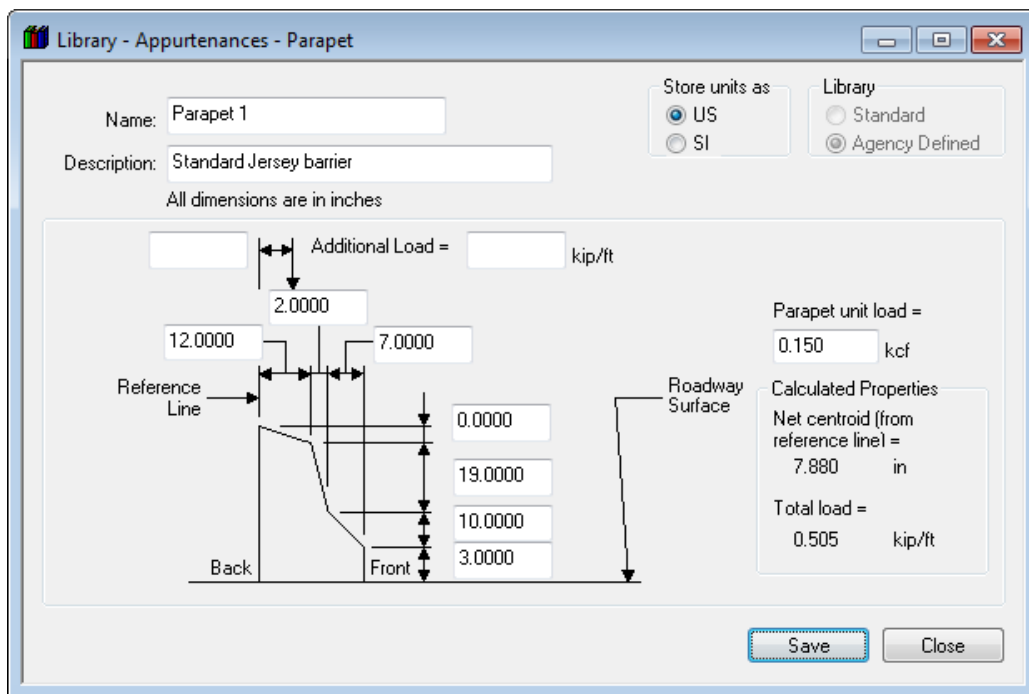 Library - Appurtenances - Parapet
Name: Parapet 1
Description: Standard Jersey barrier
All dimensions are in inches
Store units as
US
SI
Library
Standard
Agency Defined
Additional Load = kip/ft
2.0000
12.0000
7.0000
Reference
Line
0.0000
19.0000
10.0000
3.0000
Back
Front
Roadway
Surface
Parapet unit load =
0.150 kcf
Calculated Properties
Net centroid (from
reference line) =
7.880 in
Total load =
0.505 kip/ft
Save
Close